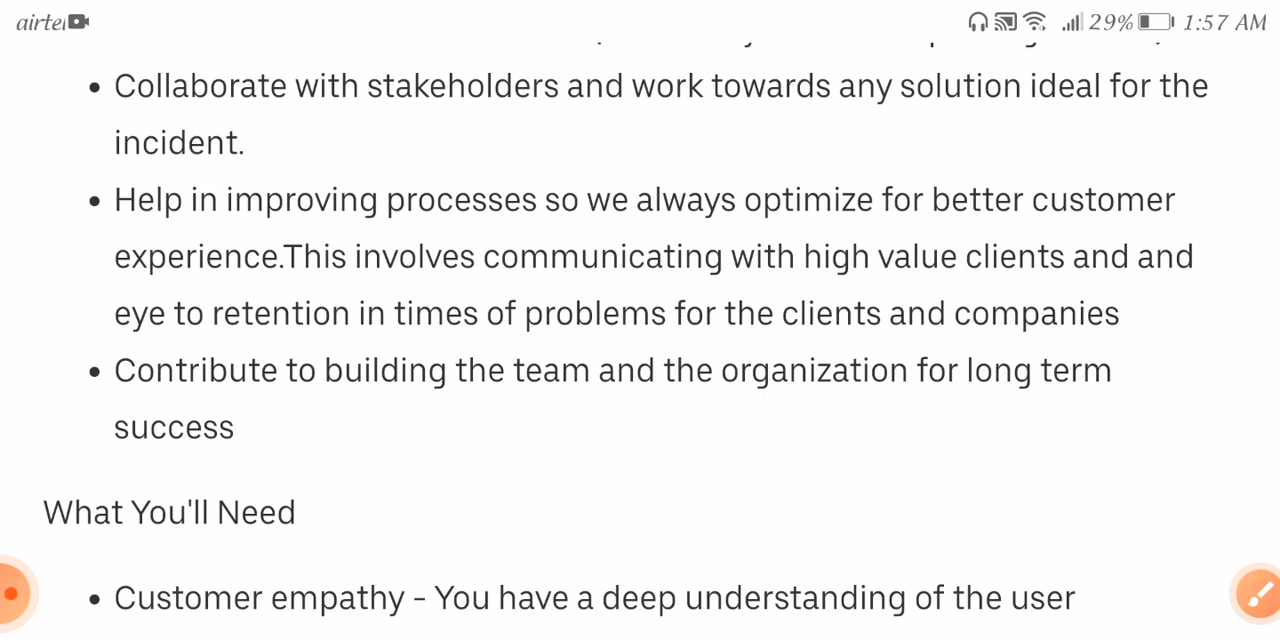 airtel 29% 1:57 AM
• Collaborate with stakeholders and work towards any solution ideal for the
incident.
• Help in improving processes so we always optimize for better customer
experience.This involves communicating with high value clients and and
eye to retention in times of problems for the clients and companies
• Contribute to building the team and the organization for long term
success
What You'll Need
• Customer empathy - You have a deep understanding of the user